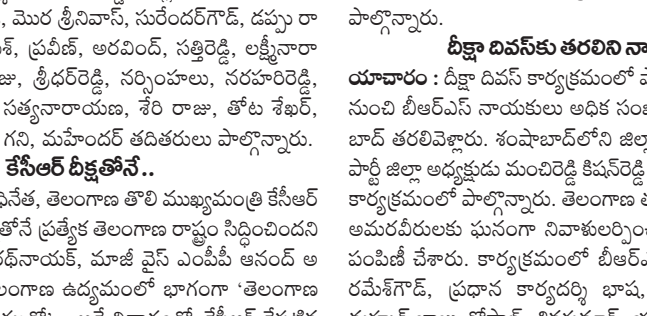 మొర శ్రీనివాస్, సురేందర్‌గౌడ్, డప్పు రా
ప్రవీణ్, అరవింద్, సత్తిరెడ్డి, లక్ష్మీనారా
శ్రీధర్‌రెడ్డి, నర్సింహులు, నరహరిరెడ్డి,
సత్యనారాయణ, శేరి రాజు, తోట శేఖర్,
గని, మహేందర్ తదితరులు పాల్గొన్నారు.
కేసీఆర్ దీక్షతోనే..
ధినేత, తెలంగాణ తొలి ముఖ్యమంత్రి కేసీఆర్
తోనే ప్రత్యేక తెలంగాణ రాష్ట్రం సిద్ధించిందని
రథ్‌నాయక్, మాజీ వైస్ ఎంపీపీ ఆనంద్ అ
లంగాణ ఉద్యమంలో భాగంగా ‘తెలంగాణ
పాల్గొన్నారు.
దీక్షా దివస్‌కు తరలిని నా
యాచారం : దీక్షా దివస్ కార్యక్రమంలో పా
నుంచి బీఆర్ఎస్ నాయకులు అధిక సంఖ
బాద్ తరలివెళ్లారు. శంషాబాద్‌లోని జిల్లా
పార్టీ జిల్లా అధ్యక్షుడు మంచిరెడ్డి కిషన్‌రెడ్డి
కార్యక్రమంలో పాల్గొన్నారు. తెలంగాణ త
అమరవీరులకు ఘనంగా నివాళులర్పించ
పంపిణీ చేశారు. కార్యక్రమంలో బీఆర్ఎ
రమేశ్‌గౌడ్, ప్రధాన కార్యదర్శి భాష,